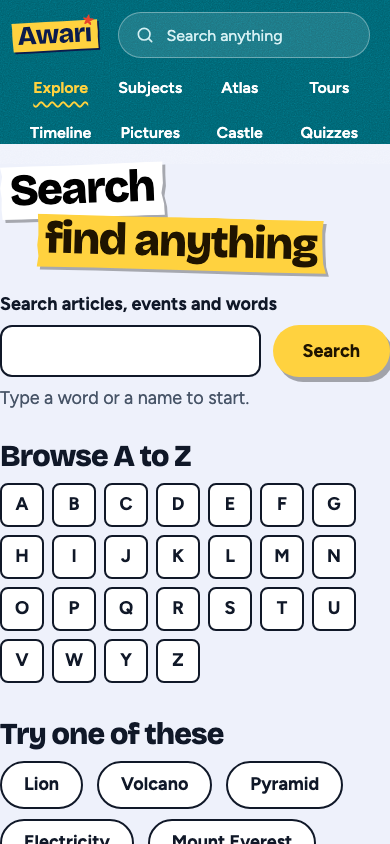 Awari
Search anything
Explore Subjects Atlas Tours
Timeline Pictures Castle Quizzes
Search
find anything
Search articles, events and words
Search
Type a word or a name to start.
Browse A to Z
A B C D E F G
H I J K L M N
O P Q R S T U
V W Y Z
Try one of these
Lion Volcano Pyramid
Electricity Mount Everest